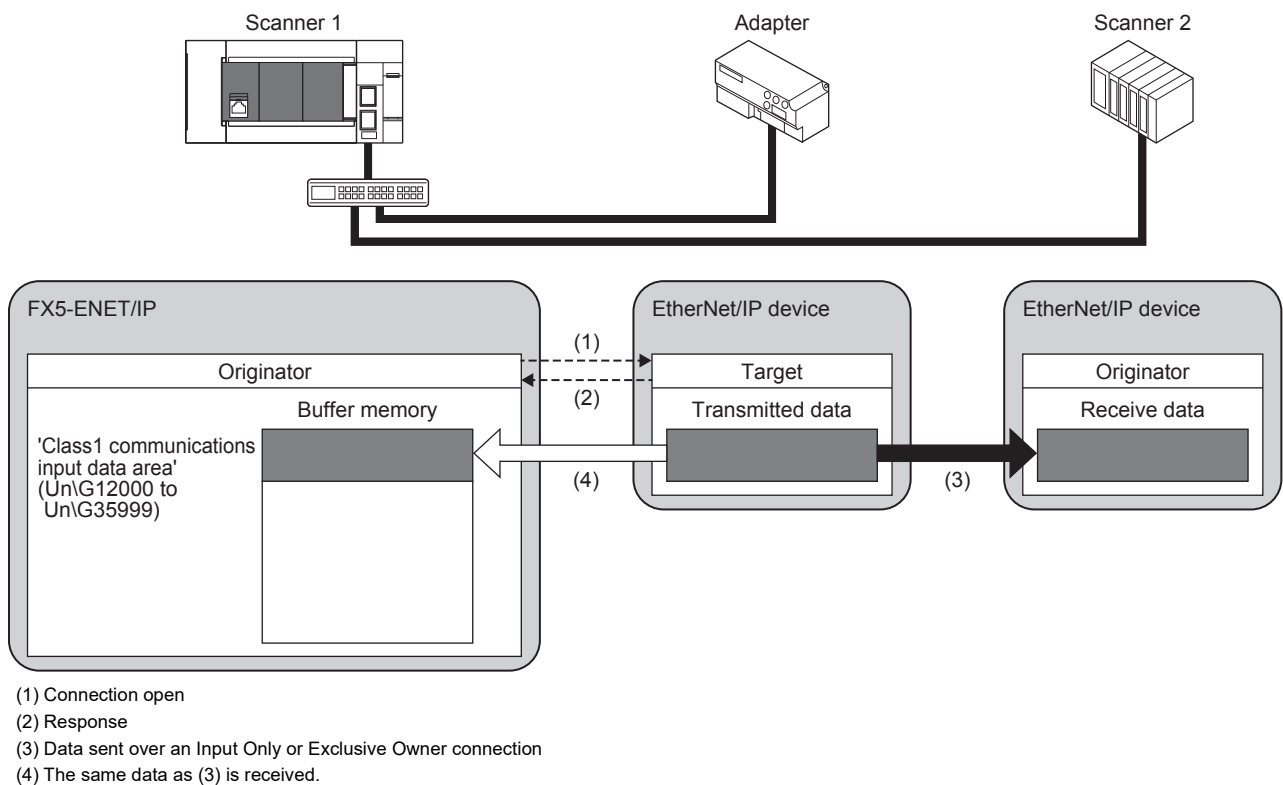 Scanner 1
Adapter
Scanner 2
FX5-ENET/IP
EtherNet/IP device
EtherNet/IP device
(1)
(2)
Originator
Target
Originator
Buffer memory
Transmitted data
Receive data
'Class1 communications
input data area'
(Un\G12000 to
Un\G35999)
(4)
(3)
(1) Connection open
(2) Response
(3) Data sent over an Input Only or Exclusive Owner connection
(4) The same data as (3) is received.